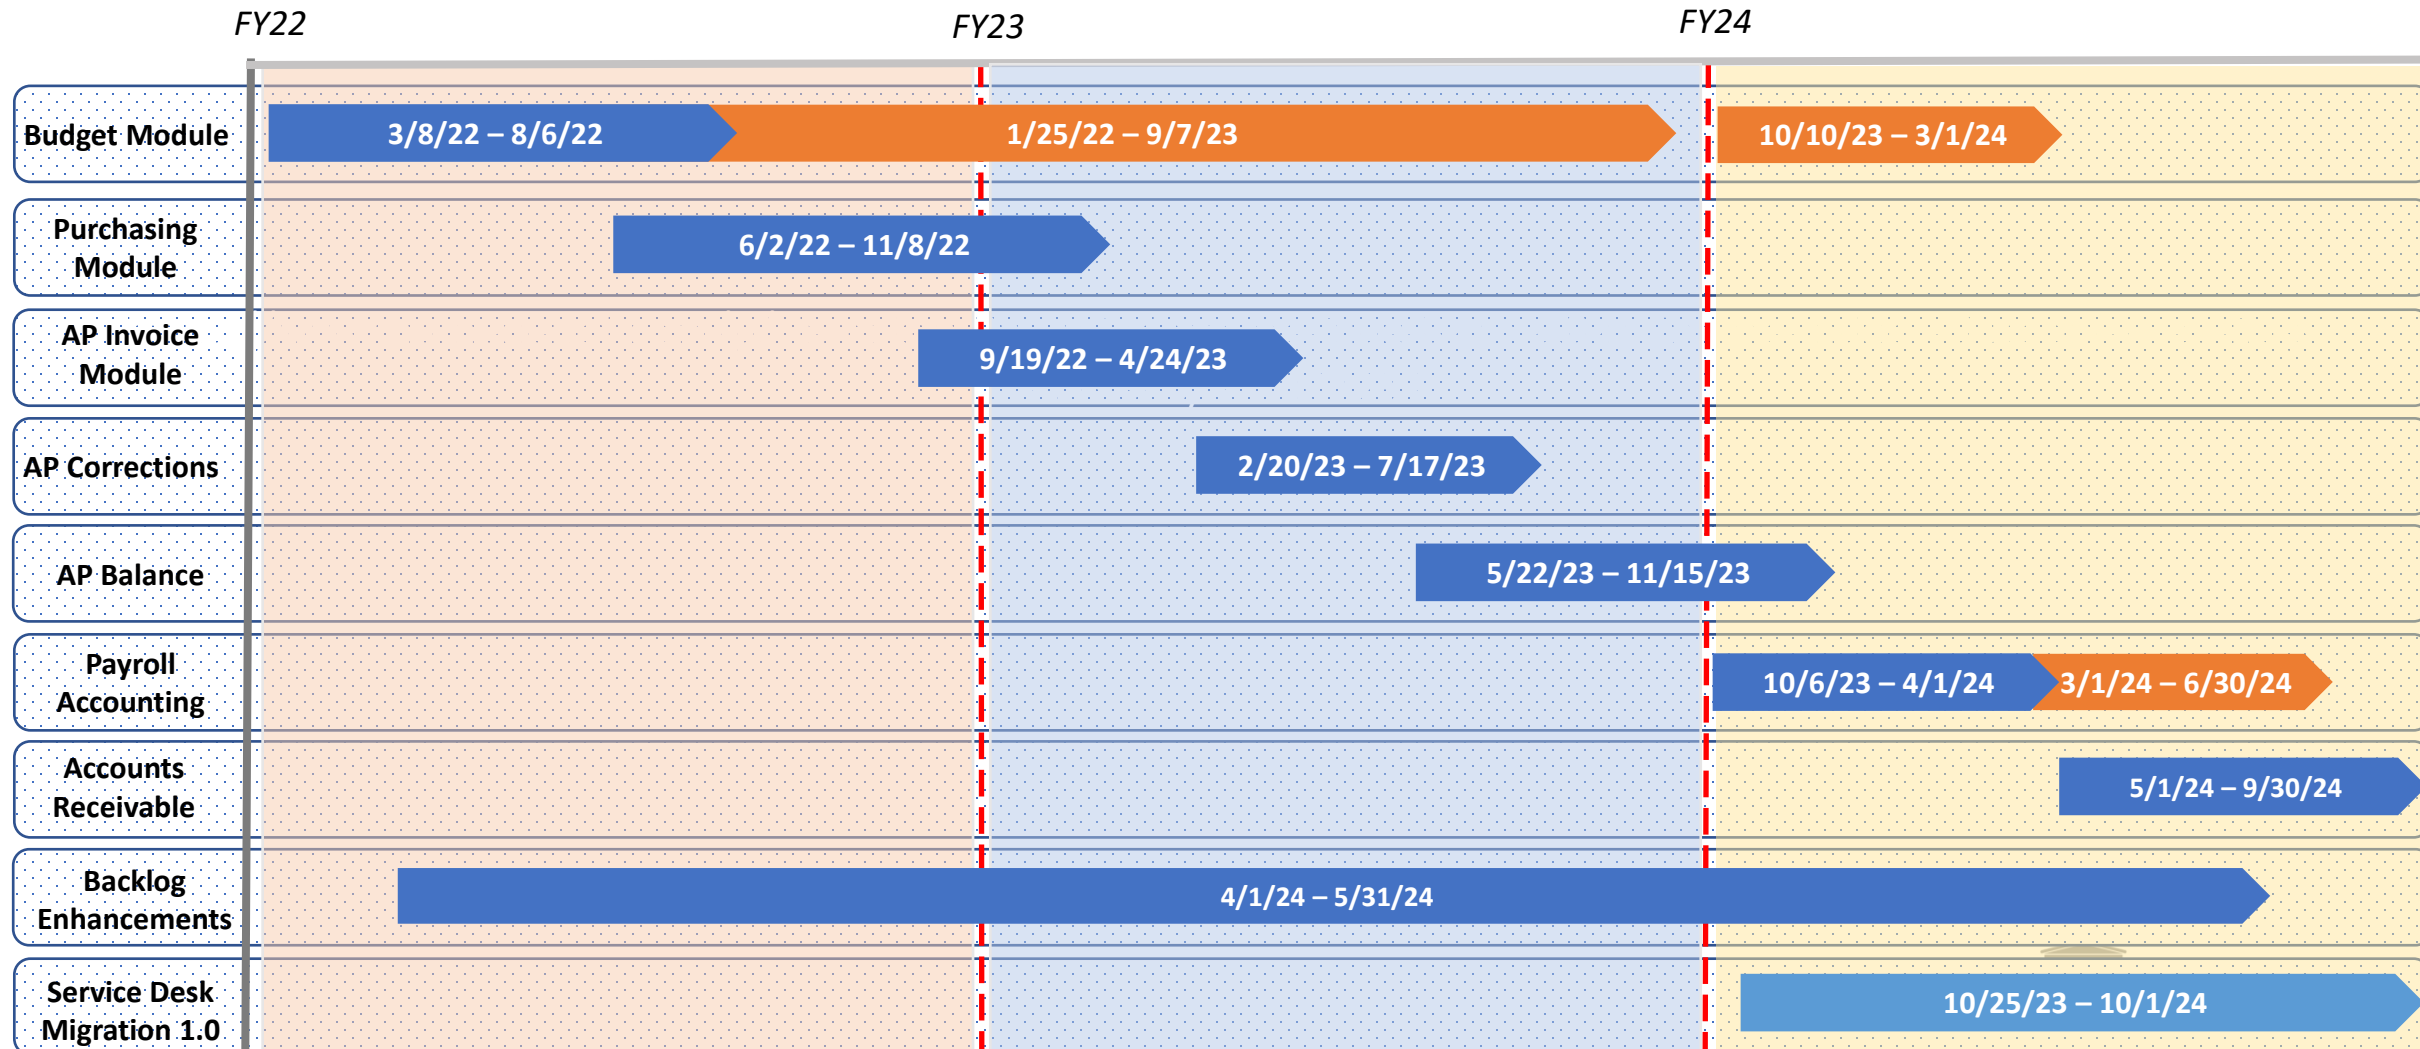 FY22
FY23
FY24
Budget Module
3/8/22 – 8/6/22
1/25/22 – 9/7/23
10/10/23 – 3/1/24
Purchasing
Module
6/2/22 – 11/8/22
AP Invoice
Module
9/19/22 – 4/24/23
AP Corrections
2/20/23 – 7/17/23
AP Balance
5/22/23 – 11/15/23
Payroll
Accounting
10/6/23 – 4/1/24
3/1/24 – 6/30/24
Accounts
Receivable
5/1/24 – 9/30/24
Backlog
Enhancements
4/1/24 – 5/31/24
Service Desk
Migration 1.0
10/25/23 – 10/1/24